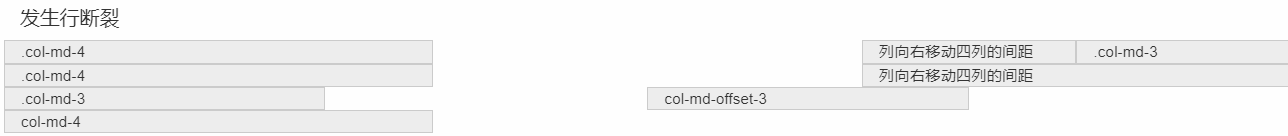 发生行断裂
.col-md-4 列向右移动四列的间距 .col-md-3
.col-md-4 列向右移动四列的间距
.col-md-3 col-md-offset-3
col-md-4